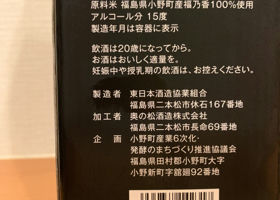 原料米 福島県小野町産福乃香100%使用
アルコール分 15度
製造年月は容器に表示
飲酒は20歳になってから。
お酒はおいしく適量を。
妊娠中や授乳期の飲酒は、お控えください。
製造者 東日本酒造協業組合
福島県二本松市休石167番地
加工者 奥の松酒造株式会社
福島県二本松市長命69番地
企画 小野町産業6次化・
発酵のまちづくり推進協議会
福島県田村郡小野町大字
小野新町字舘廻92番地